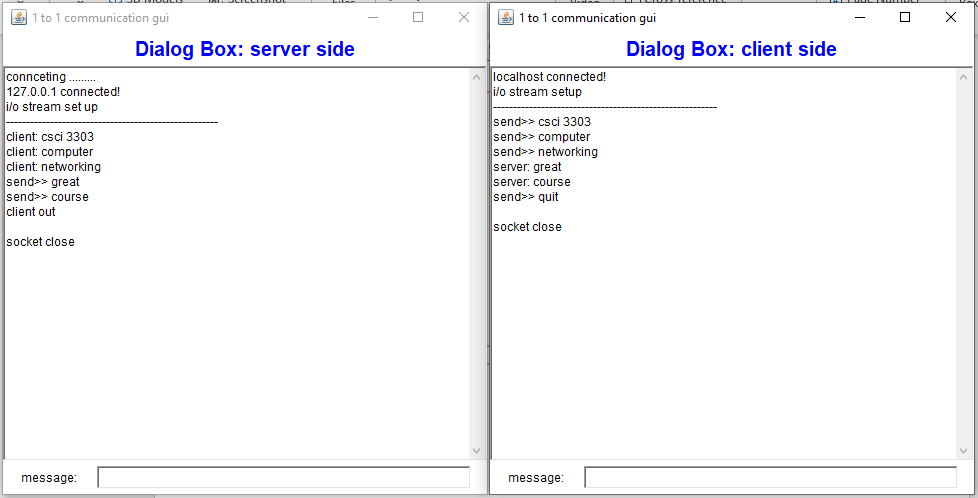 1 to 1 communication gui
Dialog Box: server side
connceting .........
127.0.0.1 connected!
i/o stream set up
-----------------------------------------------------
client: csci 3303
client: computer
client: networking
send>> great
send>> course
client out
socket close
message:
1 to 1 communication gui
Dialog Box: client side
localhost connected!
i/o stream setup
--------------------------------------------------------
send>> csci 3303
send>> computer
send>> networking
server: great
server: course
send>> quit
socket close
message: